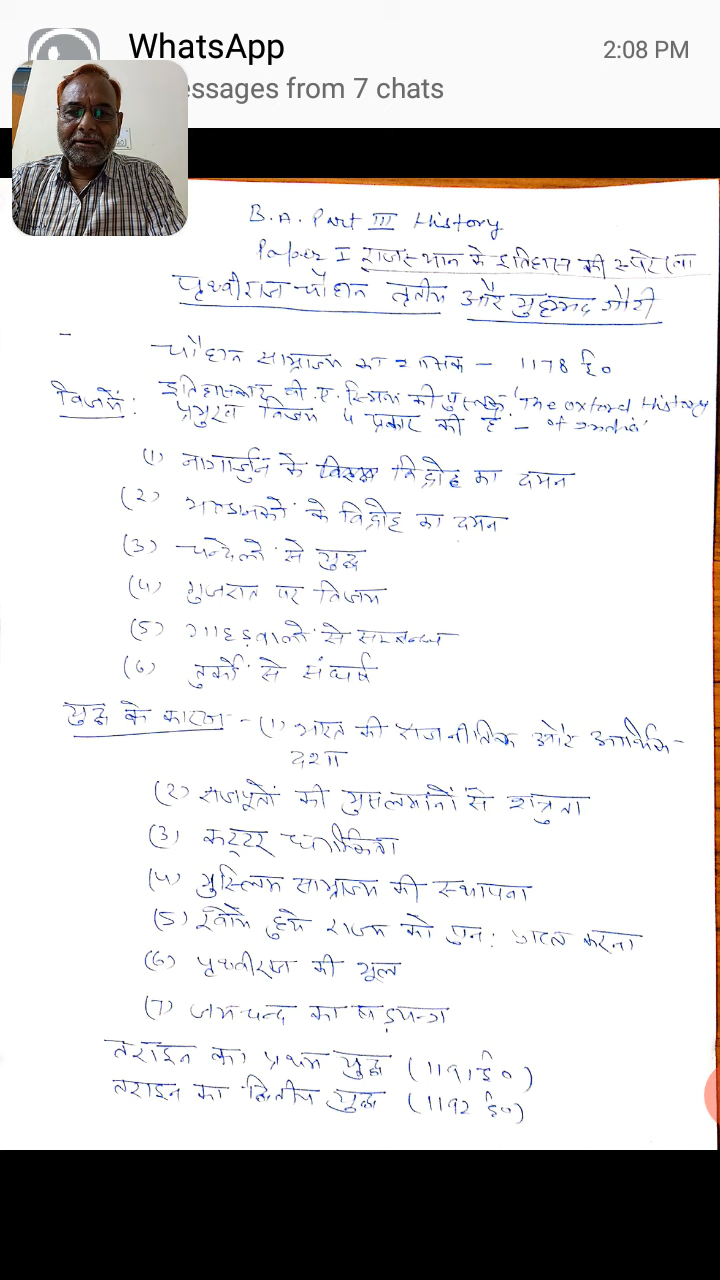 WhatsApp
2:08 PM
essages from 7 chats
B.A. Part III History
Paper I राजस्थान के इतिहास की रूपरेखा
पृथ्वीराज चौहान तृतीय और मुहम्मद गौरी
चौहान साम्राज्य का शासक - 1178 ई०
इतिहासकार वी. ए. स्मिथ की पुस्तक 'The oxford History
विजयें : प्रमुख विजय 4 प्रकार की है - of India'
(1) नागार्जुन के विद्रोह का दमन
(2) भण्डानकों के विद्रोह का दमन
(3) चन्देलों से युद्ध
(4) गुजरात पर विजय
(5) गाहड़वालों से सम्बन्ध
(6) तुर्कों से संघर्ष
युद्ध के कारण - (1) भारत की राजनीतिक और आर्थिक-
दशा
(2) राजपूतों की मुसलमानों से शत्रुता
(3) कट्टर धार्मिकता
(4) मुस्लिम साम्राज्य की स्थापना
(5) खोये हुये राज्य को पुन: प्राप्त करना
(6) पृथ्वीराज की भूल
(7) जयचन्द का षड़यन्त्र
तराइन का प्रथम युद्ध (1191 ई०)
तराइन का द्वितीय युद्ध (1192 ई०)